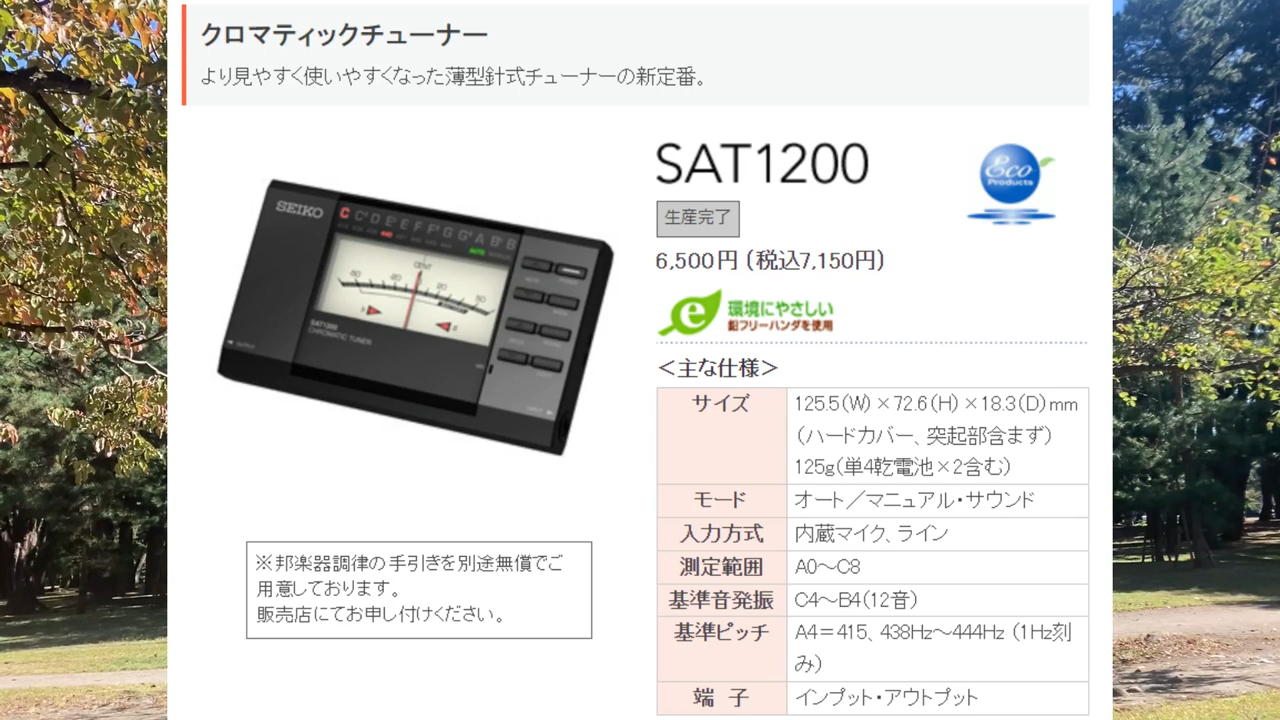 クロマティックチューナー
より見やすく使いやすくなった薄型針式チューナーの新定番。
SEIKO
C C# D E♭ E F F# G G# A B♭ B
CENT
50 20 20 50
SAT1200
CHROMATIC TUNER
SAT1200
Eco
Products
生産完了
6,500円 (税込7,150円)
e 環境にやさしい
鉛フリーハンダを使用
＜主な仕様＞
サイズ 125.5(W)×72.6(H)×18.3(D)mm
(ハードカバー、突起部含まず)
125g(単4乾電池×2含む)
モード オート／マニュアル・サウンド
入力方式 内蔵マイク、ライン
測定範囲 A0～C8
基準音発振 C4～B4(12音)
基準ピッチ A4＝415、438Hz～444Hz (1Hz刻
み)
端 子 インプット・アウトプット
※邦楽器調律の手引きを別途無償でご
用意しております。
販売店にてお申し付けください。